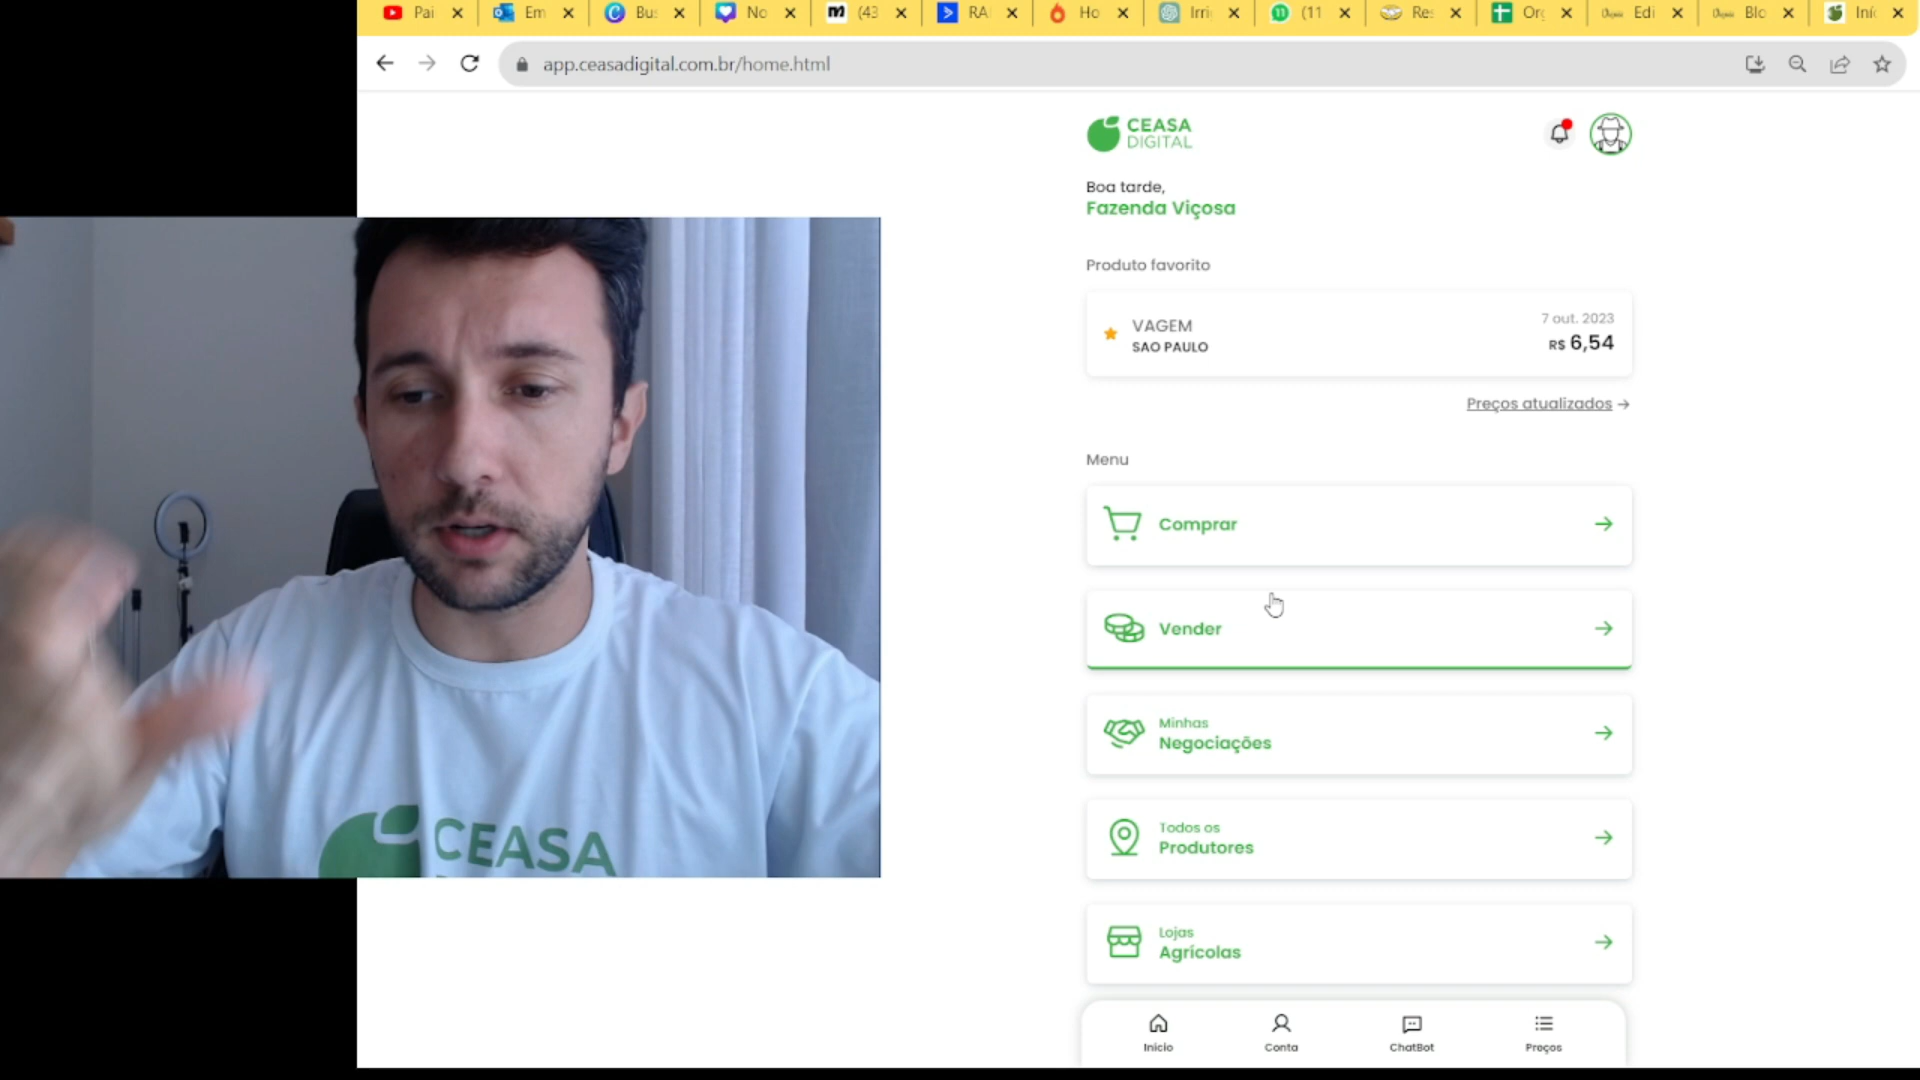 Pai
Em
Bu
No
(43
RA
Ho
Irri
(11
Re
Or
Edi
Blo
Iní
app.ceasadigital.com.br/home.html
CEASA
DIGITAL
Boa tarde,
Fazenda Viçosa
Produto favorito
VAGEM
SAO PAULO
7 out. 2023
R$ 6,54
Preços atualizados →
Menu
Comprar
Vender
Minhas
Negociações
Todos os
Produtores
Lojas
Agrícolas
Início
Conta
ChatBot
Preços
CEASA